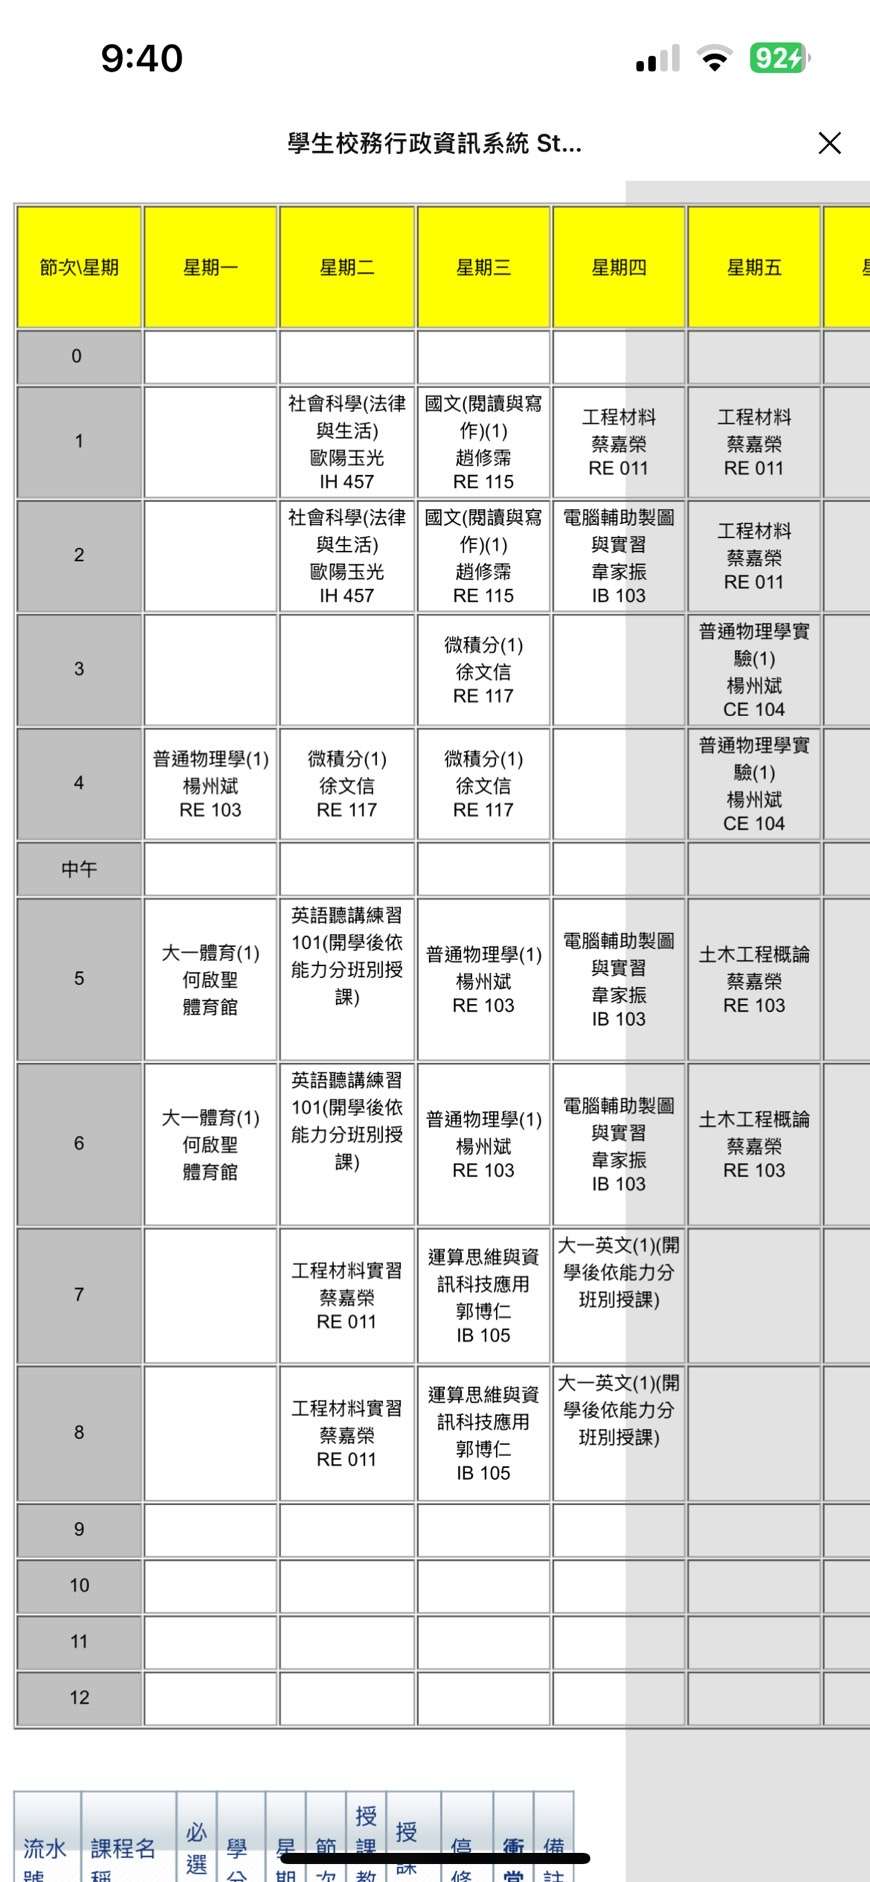 9:40
92
學生校務行政資訊系統 St...
節次\星期 星期一 星期二 星期三 星期四 星期五
0
1
社會科學(法律
與生活)
歐陽玉光
IH 457
國文(閱讀與寫
作)(1)
趙修霈
RE 115
工程材料
蔡嘉榮
RE 011
工程材料
蔡嘉榮
RE 011
2
社會科學(法律
與生活)
歐陽玉光
IH 457
國文(閱讀與寫
作)(1)
趙修霈
RE 115
電腦輔助製圖
與實習
韋家振
IB 103
工程材料
蔡嘉榮
RE 011
3
微積分(1)
徐文信
RE 117
普通物理學實
驗(1)
楊州斌
CE 104
4
普通物理學(1)
楊州斌
RE 103
微積分(1)
徐文信
RE 117
微積分(1)
徐文信
RE 117
普通物理學實
驗(1)
楊州斌
CE 104
中午
5
大一體育(1)
何啟聖
體育館
英語聽講練習
101(開學後依
能力分班別授
課)
普通物理學(1)
楊州斌
RE 103
電腦輔助製圖
與實習
韋家振
IB 103
土木工程概論
蔡嘉榮
RE 103
6
大一體育(1)
何啟聖
體育館
英語聽講練習
101(開學後依
能力分班別授
課)
普通物理學(1)
楊州斌
RE 103
電腦輔助製圖
與實習
韋家振
IB 103
土木工程概論
蔡嘉榮
RE 103
7
工程材料實習
蔡嘉榮
RE 011
運算思維與資
訊科技應用
郭博仁
IB 105
大一英文(1)(開
學後依能力分
班別授課)
8
工程材料實習
蔡嘉榮
RE 011
運算思維與資
訊科技應用
郭博仁
IB 105
大一英文(1)(開
學後依能力分
班別授課)
9
10
11
12
流水
號
課程名
稱
必
選
學
分
星
期
節
次
授
課
教
授
課
停
修
衝
堂
備
註